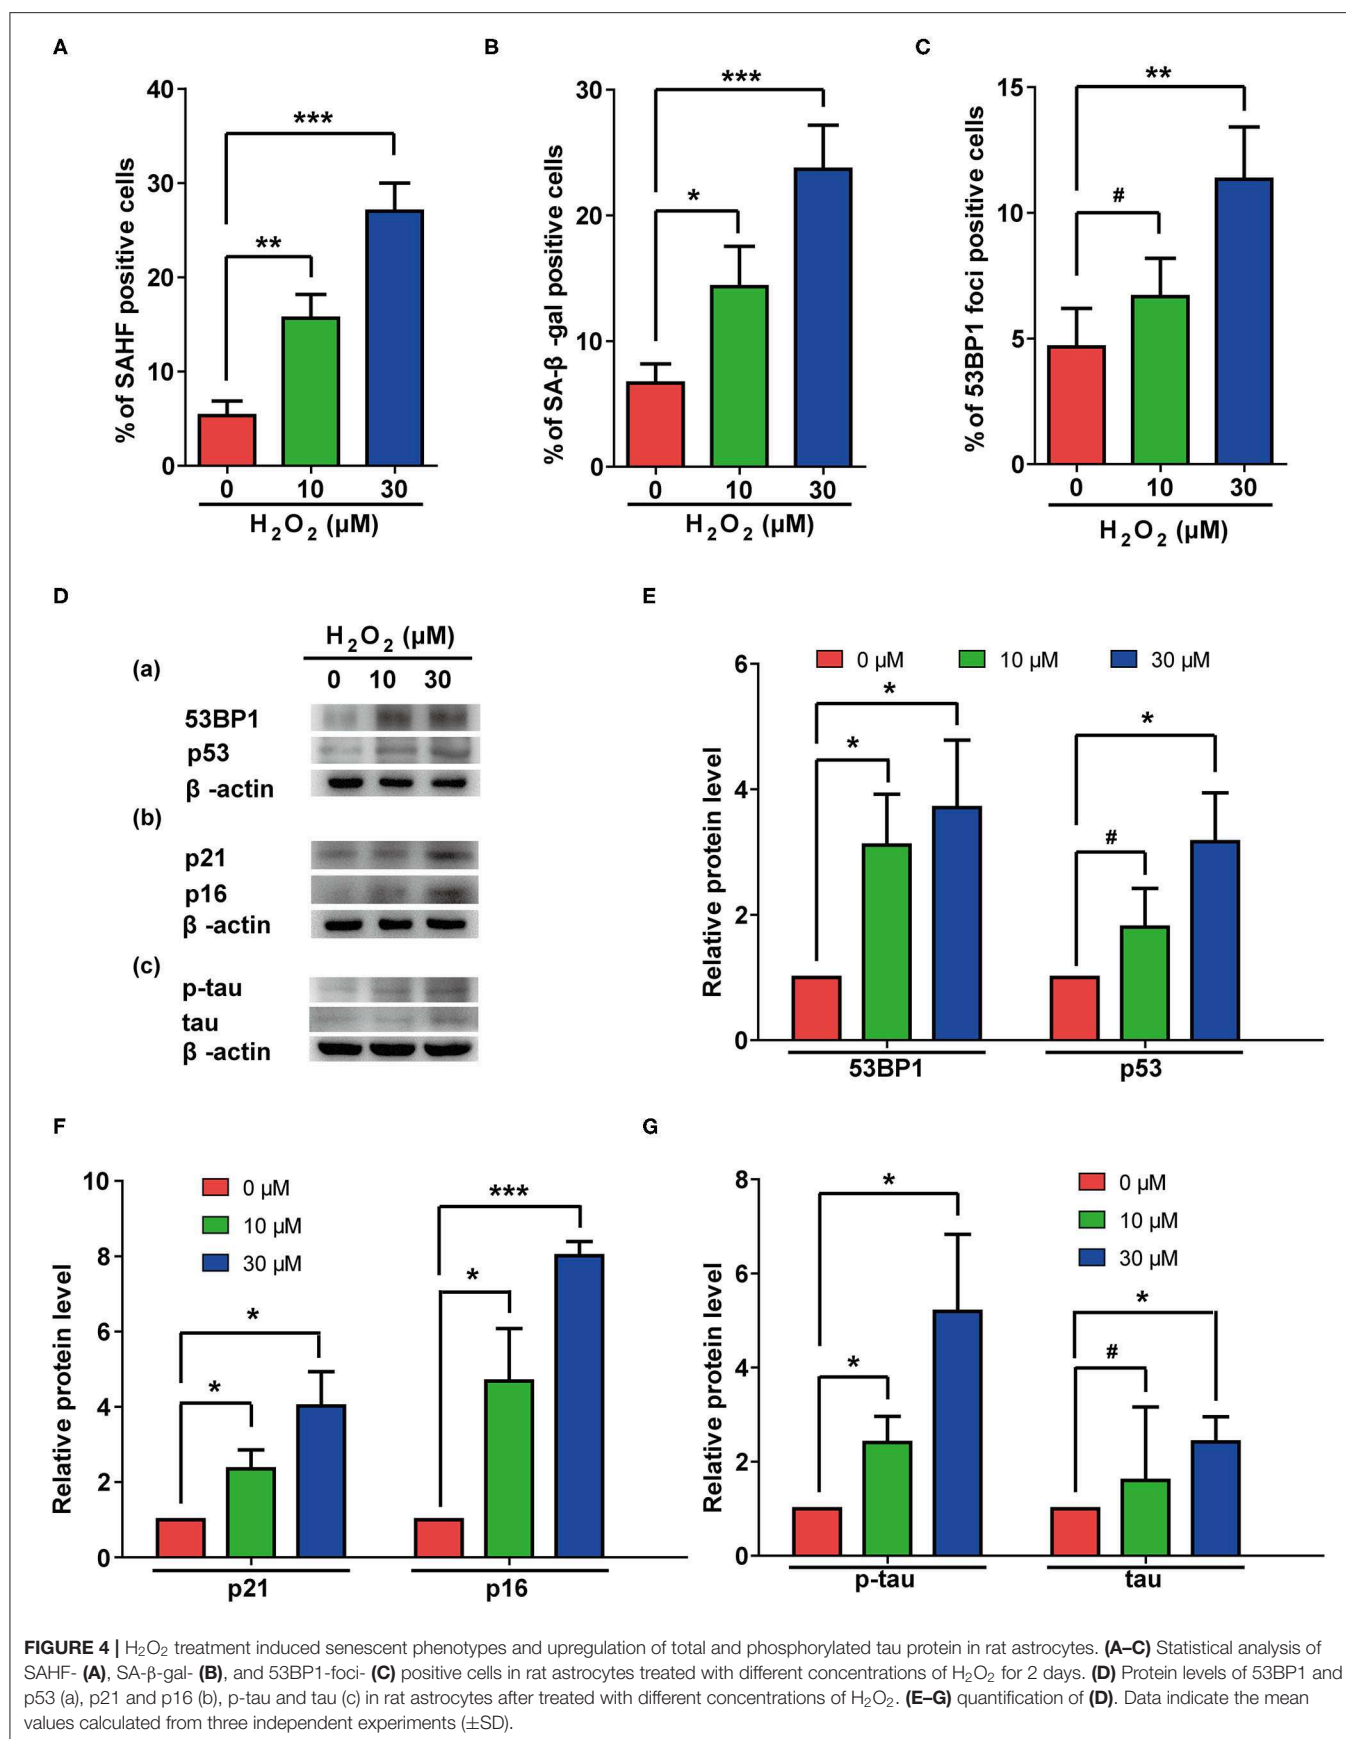 A
B
C
% of SAHF positive cells
40
30
20
10
0
***
**
0 10 30
H2O2 (µM)
% of SA-β -gal positive cells
30
20
10
0
***
*
0 10 30
H2O2 (µM)
% of 53BP1 foci positive cells
15
10
5
0
**
#
0 10 30
H2O2 (µM)
D
H2O2 (µM)
(a)
0 10 30
53BP1
p53
β -actin
(b)
p21
p16
β -actin
(c)
p-tau
tau
β -actin
E
Relative protein level
6
4
2
0
0 µM 10 µM 30 µM
*
*
*
#
53BP1 p53
F
Relative protein level
10
8
6
4
2
0
0 µM
10 µM
30 µM
*
*
***
*
p21 p16
G
Relative protein level
8
6
4
2
0
0 µM
10 µM
30 µM
*
*
*
#
p-tau tau
FIGURE 4 | H2O2 treatment induced senescent phenotypes and upregulation of total and phosphorylated tau protein in rat astrocytes. (A–C) Statistical analysis of
SAHF- (A), SA-β-gal- (B), and 53BP1-foci- (C) positive cells in rat astrocytes treated with different concentrations of H2O2 for 2 days. (D) Protein levels of 53BP1 and
p53 (a), p21 and p16 (b), p-tau and tau (c) in rat astrocytes after treated with different concentrations of H2O2. (E–G) quantification of (D). Data indicate the mean
values calculated from three independent experiments (±SD).